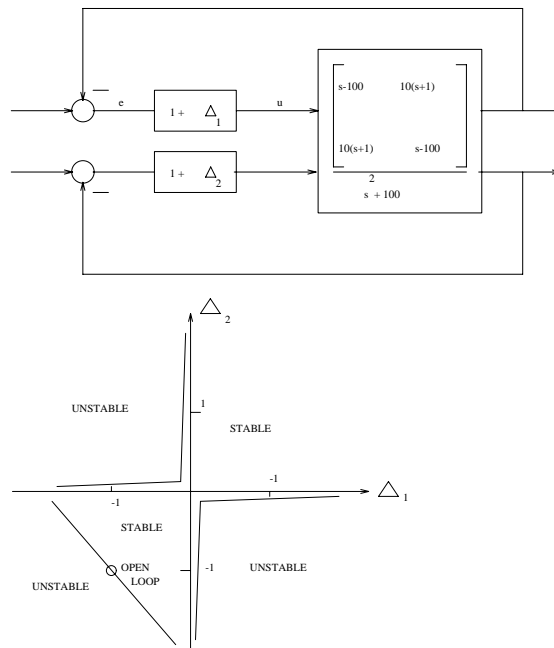 e
u
1 + Δ1
1 + Δ2
s-100 10(s+1)
10(s+1) s-100
s2 + 100
Δ2
UNSTABLE
1
STABLE
-1
-1
Δ1
STABLE
OPEN
LOOP
-1
UNSTABLE
UNSTABLE